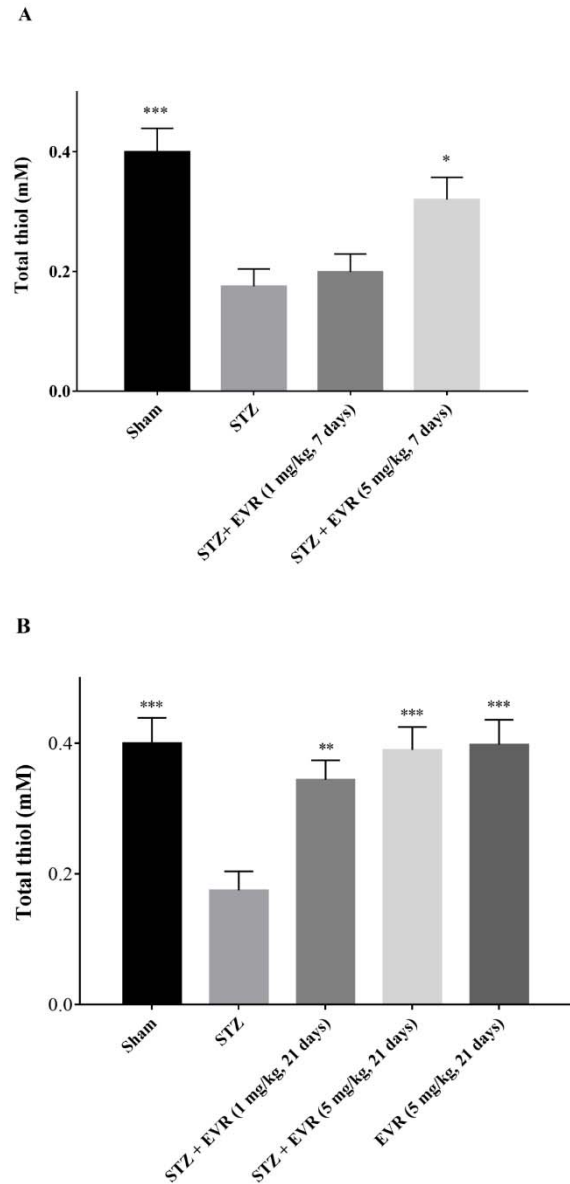 A
Total thiol (mM)
0.4
0.2
0.0
***
*
Sham
STZ
STZ+ EVR (1 mg/kg, 7 days)
STZ + EVR (5 mg/kg, 7 days)
B
Total thiol (mM)
0.4
0.2
0.0
***
**
***
***
Sham
STZ
STZ + EVR (1 mg/kg, 21 days)
STZ + EVR (5 mg/kg, 21 days)
EVR (5 mg/kg, 21 days)